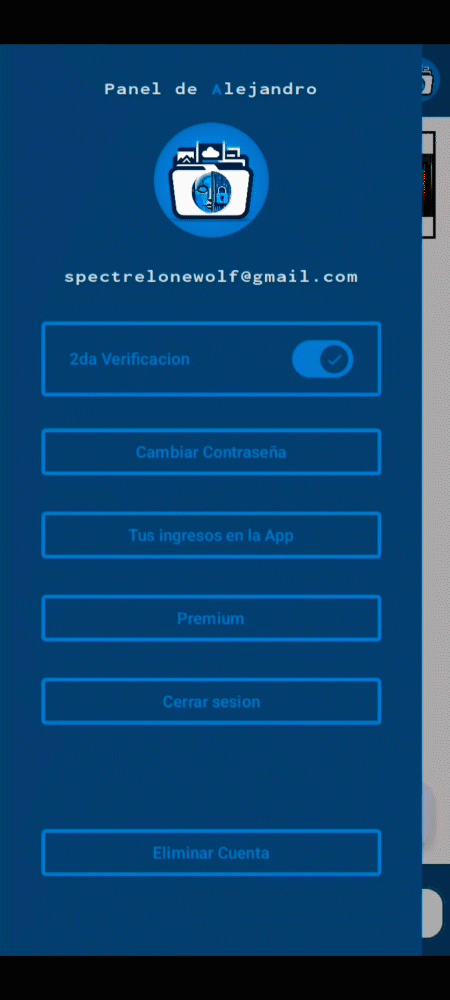 Panel de Alejandro
spectrelonewolf@gmail.com
2da Verificacion
Cambiar Contraseña
Tus ingresos en la App
Premium
Cerrar sesion
Eliminar Cuenta